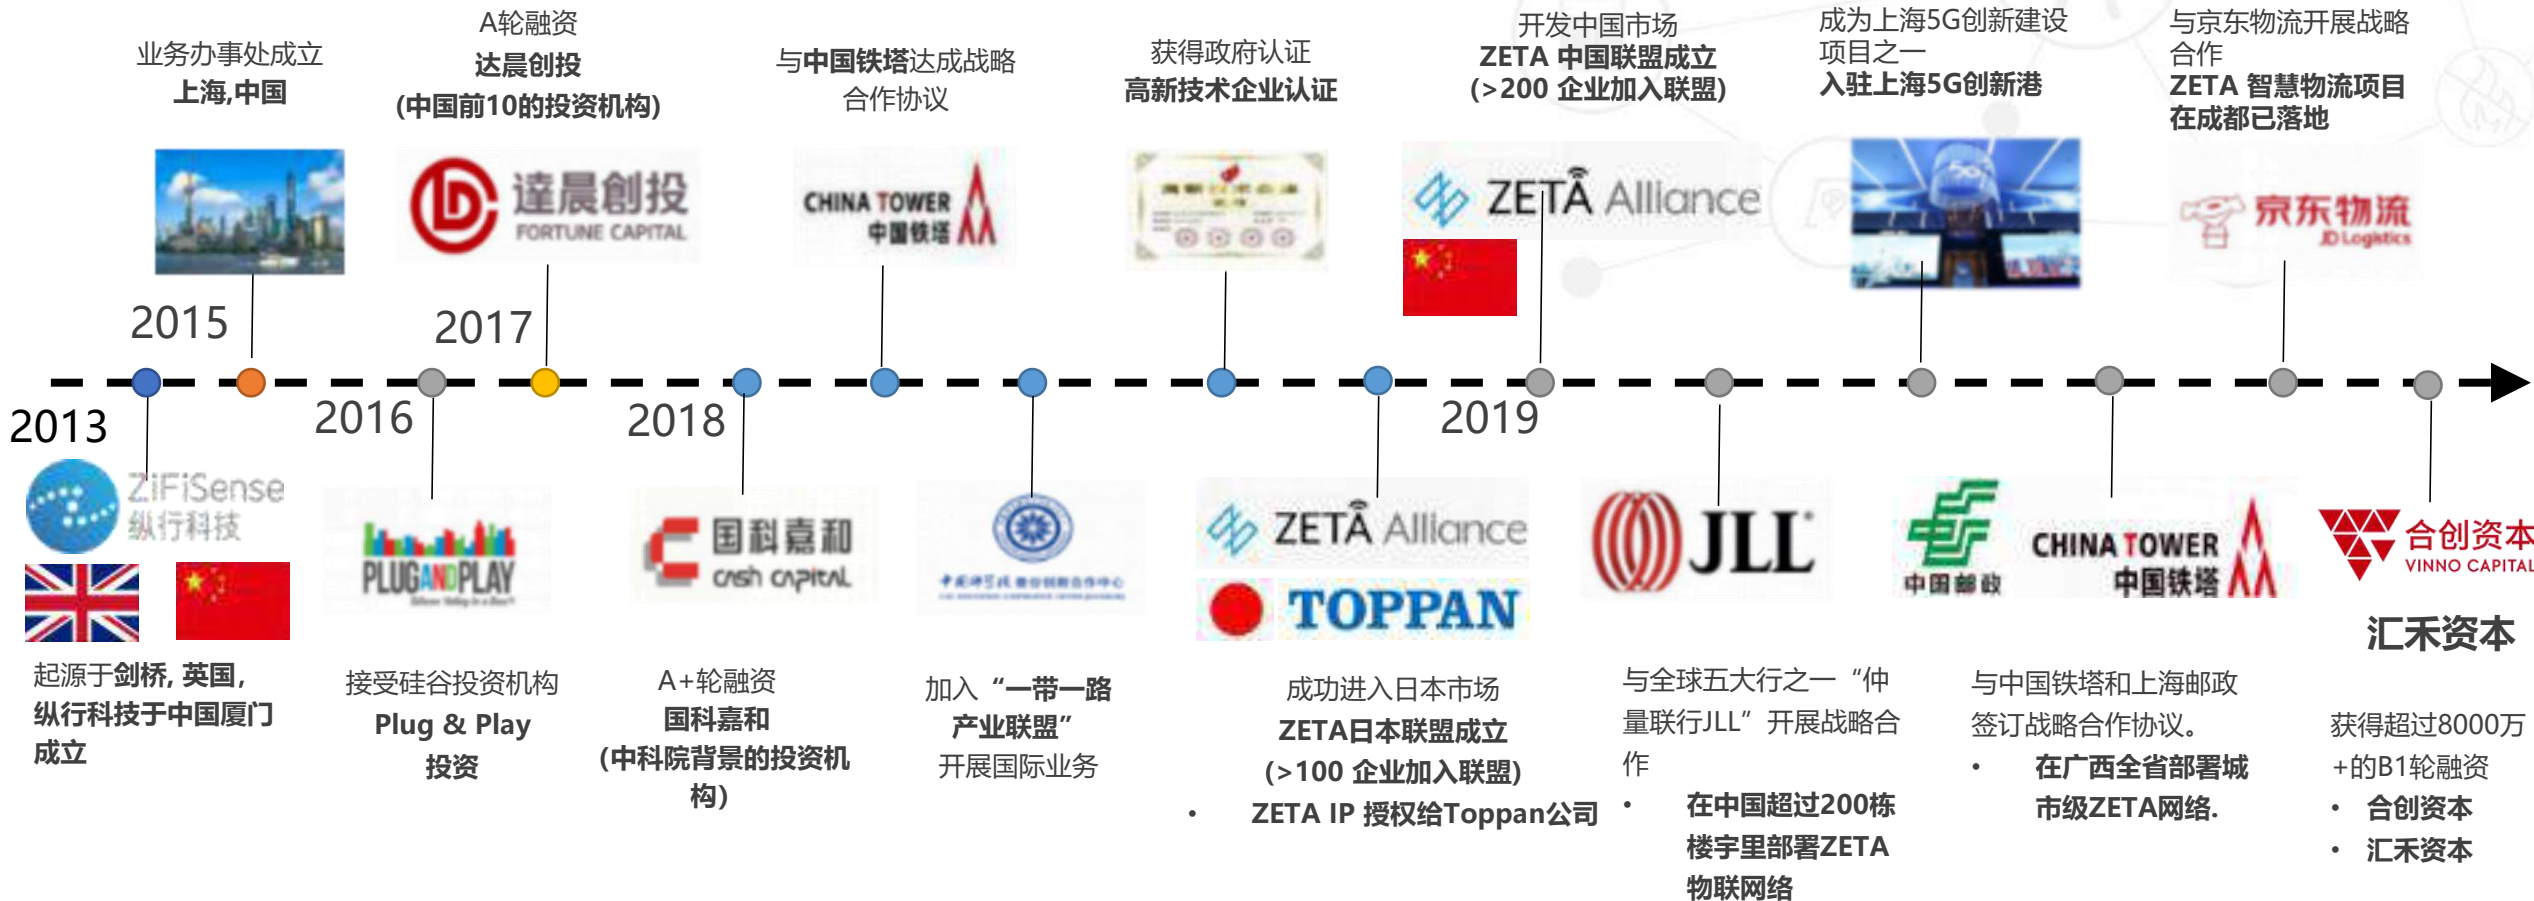 业务办事处成立
上海,中国
A轮融资
达晨创投
(中国前10的投资机构)
与中国铁塔达成战略
合作协议
获得政府认证
高新技术企业认证
开发中国市场
ZETA 中国联盟成立
(>200 企业加入联盟)
成为上海5G创新建设
项目之一
入驻上海5G创新港
与京东物流开展战略
合作
ZETA 智慧物流项目
在成都已落地
達晨創投
FORTUNE CAPITAL
CHINA TOWER
中国铁塔
ZETA Alliance
5G
京东物流
JD Logistics
2015
2017
2013
2016
2018
2019
ZiFiSense
纵行科技
PLUGANDPLAY
国科嘉和
cash capital
ZETA Alliance
TOPPAN
JLL
中国邮政
CHINA TOWER
中国铁塔
合创资本
VINNO CAPITAL
汇禾资本
起源于剑桥, 英国，
纵行科技于中国厦门
成立
接受硅谷投资机构
Plug & Play
投资
A+轮融资
国科嘉和
(中科院背景的投资机
构)
加入“一带一路
产业联盟”
开展国际业务
成功进入日本市场
ZETA日本联盟成立
(>100 企业加入联盟)
• ZETA IP 授权给Toppan公司
与全球五大行之一“仲
量联行JLL”开展战略合
作
• 在中国超过200栋
楼宇里部署ZETA
物联网络
与中国铁塔和上海邮政
签订战略合作协议。
• 在广西全省部署城
市级ZETA网络.
获得超过8000万
+的B1轮融资
• 合创资本
• 汇禾资本